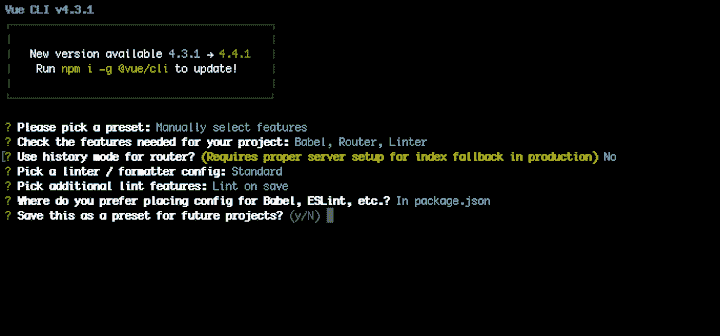 Vue CLI v4.3.1
New version available 4.3.1 → 4.4.1
Run npm i -g @vue/cli to update!
? Please pick a preset: Manually select features
? Check the features needed for your project: Babel, Router, Linter
? Use history mode for router? (Requires proper server setup for index fallback in production) No
? Pick a linter / formatter config: Standard
? Pick additional lint features: Lint on save
? Where do you prefer placing config for Babel, ESLint, etc.? In package.json
? Save this as a preset for future projects? (y/N)